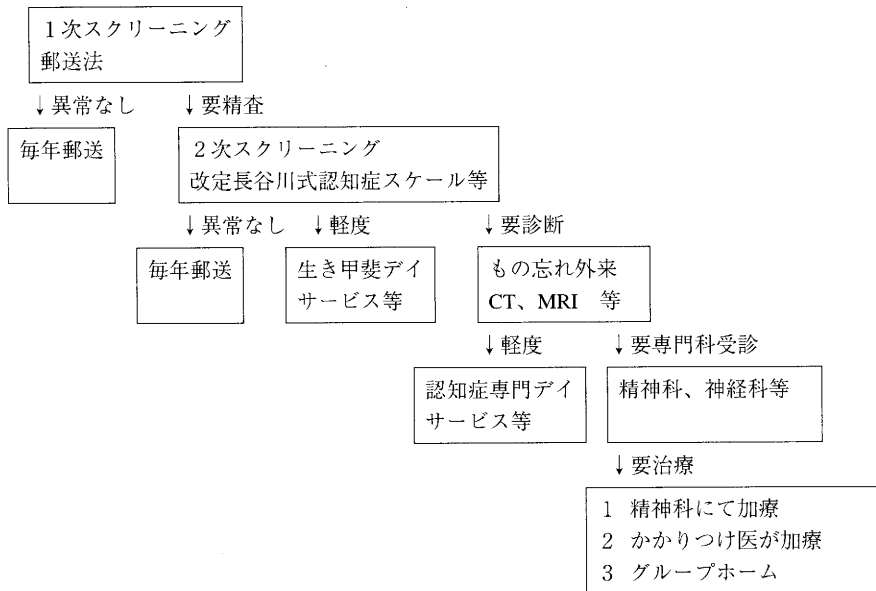 1次スクリーニング
郵送法
↓異常なし ↓要精査
毎年郵送
2次スクリーニング
改定長谷川式認知症スケール等
↓異常なし ↓軽度 ↓要診断
毎年郵送
生き甲斐デイ
サービス等
もの忘れ外来
CT、MRI 等
↓軽度 ↓要専門科受診
認知症専門デイ
サービス等
精神科、神経科等
↓要治療
1 精神科にて加療
2 かかりつけ医が加療
3 グループホーム